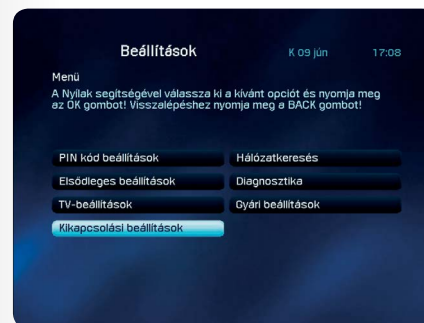 Beállítások K 09 jún 17:08
Menü
A Nyilak segítségével válassza ki a kívánt opciót és nyomja meg
az OK gombot! Visszalépéshez nyomja meg a BACK gombot!
PIN kód beállítások Hálózatkeresés
Elsődleges beállítások Diagnosztika
TV-beállítások Gyári beállítások
Kikapcsolási beállítások